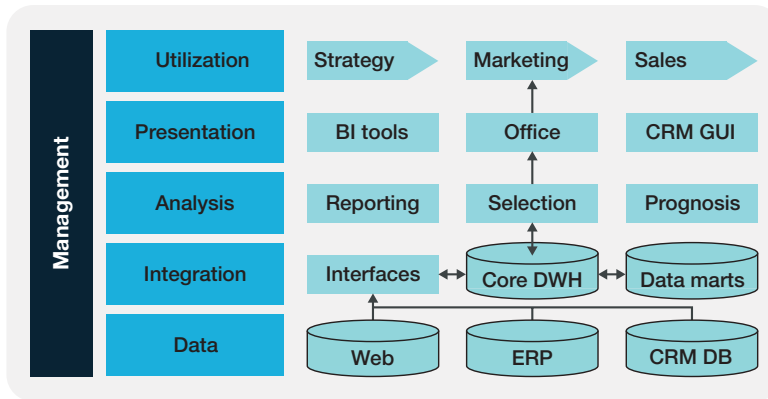 Management
Utilization
Strategy
Marketing
Sales
Presentation
BI tools
Office
CRM GUI
Analysis
Reporting
Selection
Prognosis
Integration
Interfaces
Core DWH
Data marts
Data
Web
ERP
CRM DB